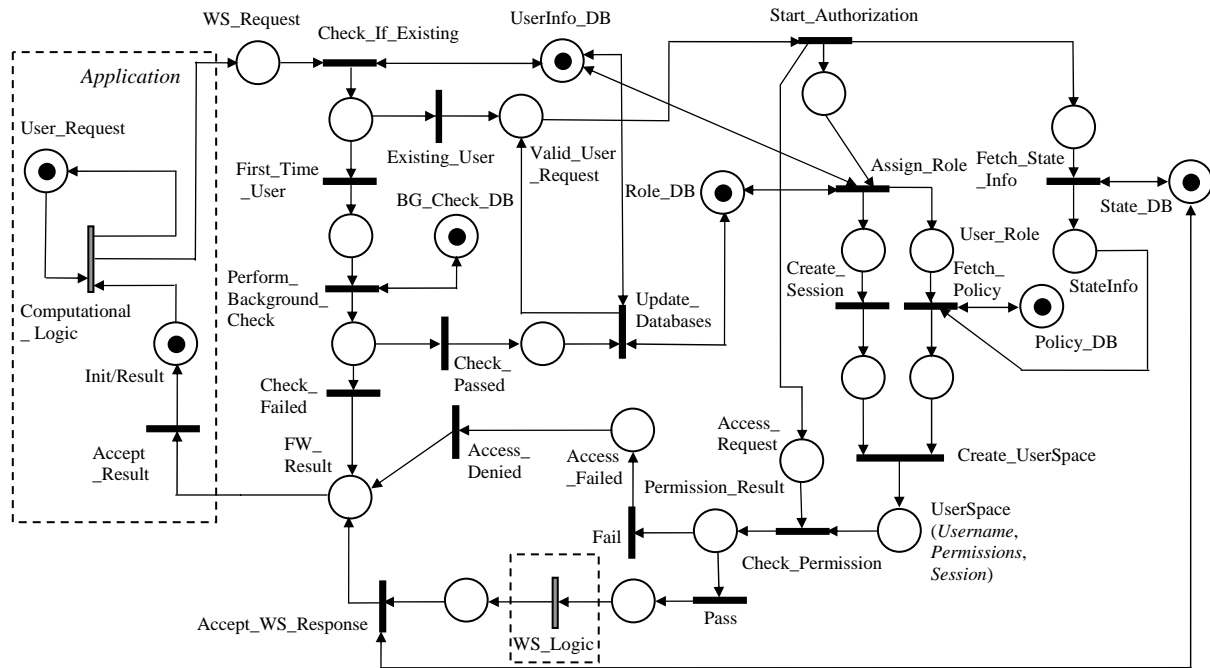 WS_Request
UserInfo_DB
Start_Authorization
Check_If_Existing
Application
User_Request
Existing_User
Valid_User
_Request
First_Time
_User
BG_Check_DB
Role_DB
Assign_Role
Fetch_State
_Info
State_DB
User_Role
Create_
Session
Fetch_
Policy
StateInfo
Policy_DB
Computational
_ Logic
Perform_
Background_
Check
Update_
Databases
Init/Result
Check_
Passed
Check_
Failed
Accept
_Result
FW_
Result
Access_
Denied
Access
_Failed
Access_
Request
Permission_Result
Create_UserSpace
UserSpace
(Username,
Permissions,
Session)
Fail
Check_Permission
Pass
Accept_WS_Response
WS_Logic